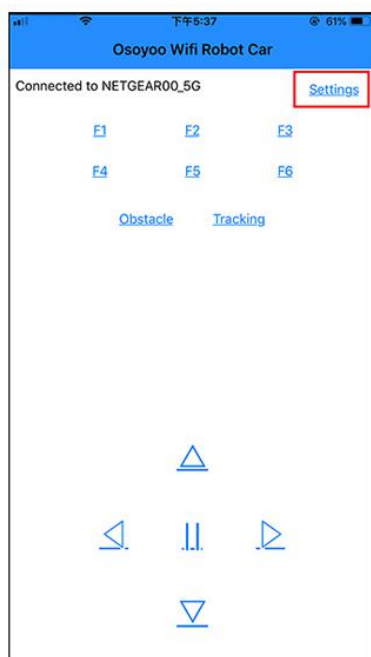 下午5:37
61%
Osoyoo Wifi Robot Car
Connected to NETGEAR00_5G
Settings
F1 F2 F3
F4 F5 F6
Obstacle Tracking